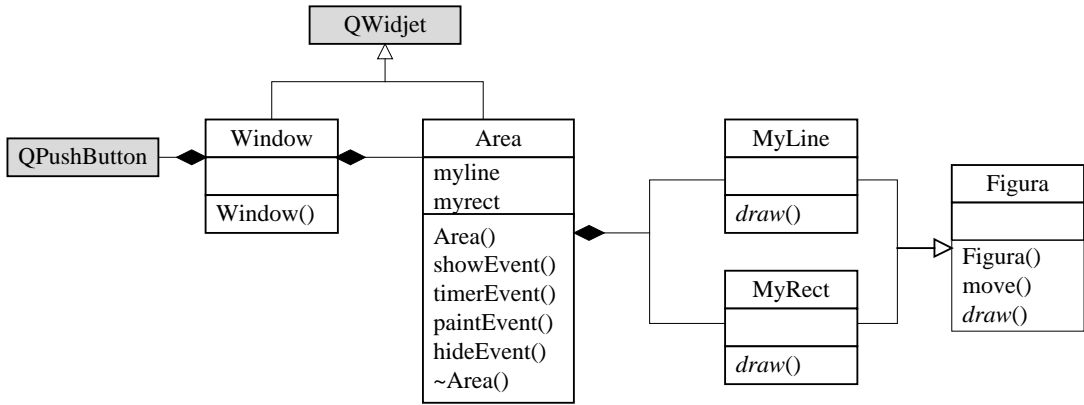 QWidjet
QPushButton
Window
Window()
Area
myline
myrect
Area()
showEvent()
timerEvent()
paintEvent()
hideEvent()
~Area()
MyLine
draw()
MyRect
draw()
Figura
Figura()
move()
draw()